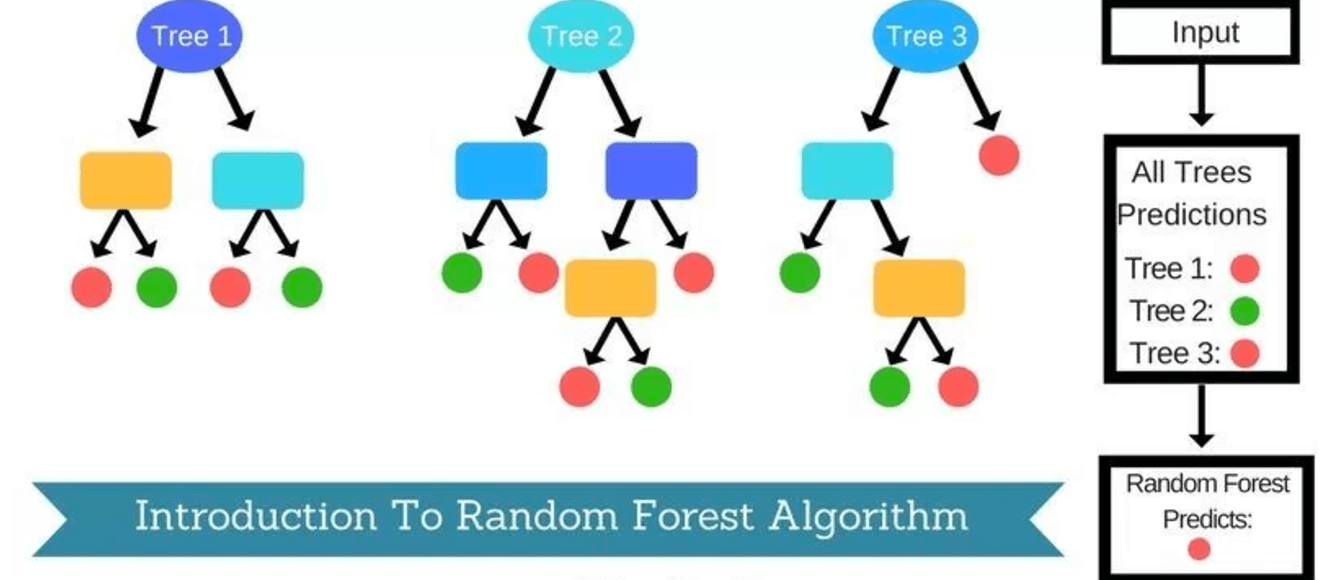 Tree 1
Tree 2
Tree 3
Input
All Trees
Predictions
Tree 1:
Tree 2:
Tree 3:
Introduction To Random Forest Algorithm
Random Forest
Predicts: